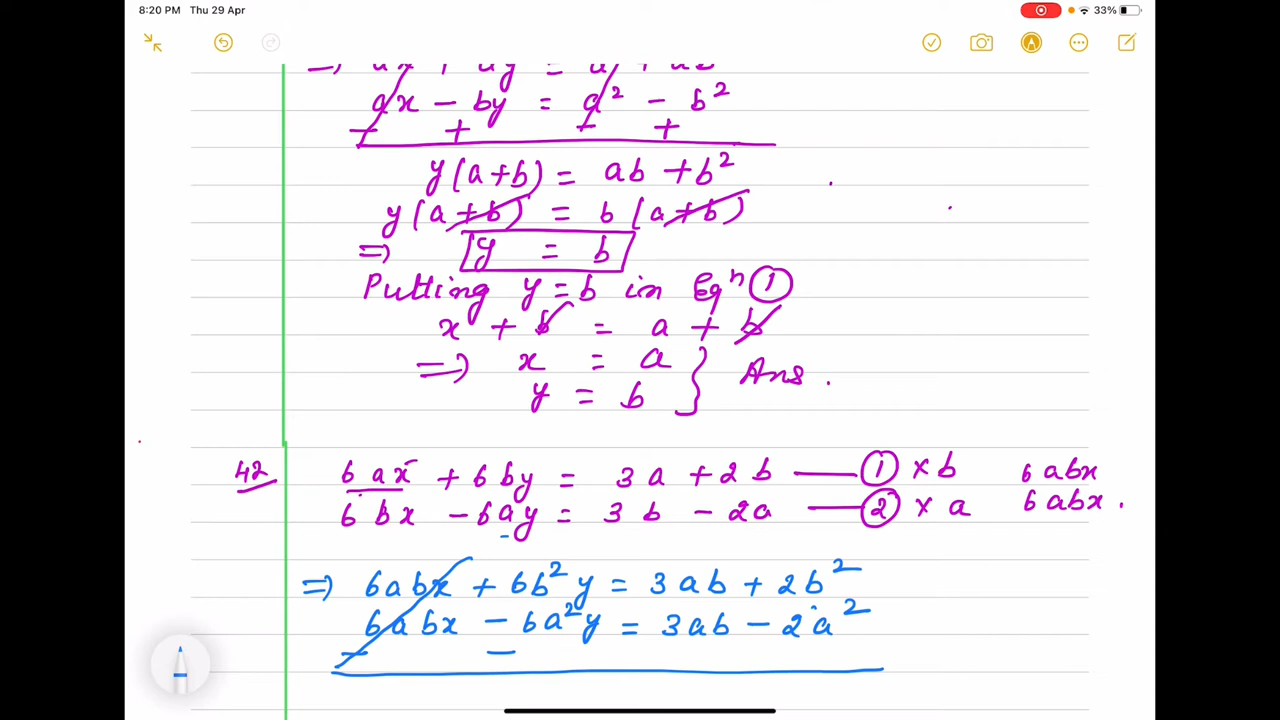 8:20 PM Thu 29 Apr 33%
ax - by = a² - b²
- + - +
y(a+b) = ab + b²
y(a+b) = b(a+b)
⇒ y = b
Putting y = b in Eqⁿ ①
x + b = a + b
⇒ x = a
y = b } Ans.
42 6ax + 6by = 3a + 2b — ① × b 6abx
6bx - 6ay = 3b - 2a — ② × a 6abx.
⇒ 6abx + 6b²y = 3ab + 2b²
6abx - 6a²y = 3ab - 2a²
- -